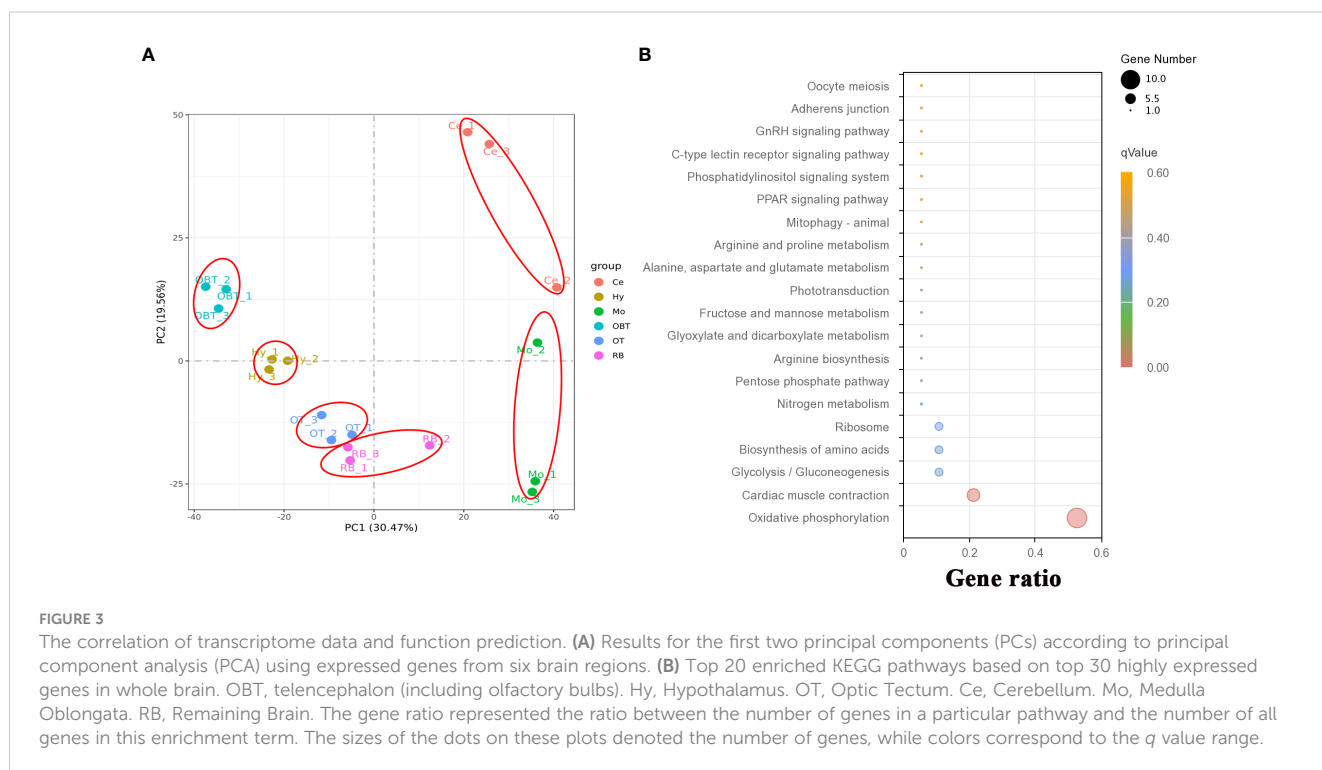 A
50
25
0
-25
-40
-20
0
20
40
PC2 (19.56%)
PC1 (30.47%)
Ce_1
Ce_3
Ce_2
OBT_2
OBT_1
OBT_3
Hy_1
Hy_2
Hy_3
Mo_2
OT_3
OT_1
OT_2
RB_2
RB_3
RB_1
Mo_1
Mo_3
group
Ce
Hy
Mo
OBT
OT
RB
B
Oocyte meiosis
Adherens junction
GnRH signaling pathway
C-type lectin receptor signaling pathway
Phosphatidylinositol signaling system
PPAR signaling pathway
Mitophagy - animal
Arginine and proline metabolism
Alanine, aspartate and glutamate metabolism
Phototransduction
Fructose and mannose metabolism
Glyoxylate and dicarboxylate metabolism
Arginine biosynthesis
Pentose phosphate pathway
Nitrogen metabolism
Ribosome
Biosynthesis of amino acids
Glycolysis / Gluconeogenesis
Cardiac muscle contraction
Oxidative phosphorylation
0
0.2
0.4
0.6
Gene ratio
Gene Number
10.0
5.5
1.0
qValue
0.60
0.40
0.20
0.00
FIGURE 3
The correlation of transcriptome data and function prediction. (A) Results for the first two principal components (PCs) according to principal
component analysis (PCA) using expressed genes from six brain regions. (B) Top 20 enriched KEGG pathways based on top 30 highly expressed
genes in whole brain. OBT, telencephalon (including olfactory bulbs). Hy, Hypothalamus. OT, Optic Tectum. Ce, Cerebellum. Mo, Medulla
Oblongata. RB, Remaining Brain. The gene ratio represented the ratio between the number of genes in a particular pathway and the number of all
genes in this enrichment term. The sizes of the dots on these plots denoted the number of genes, while colors correspond to the q value range.